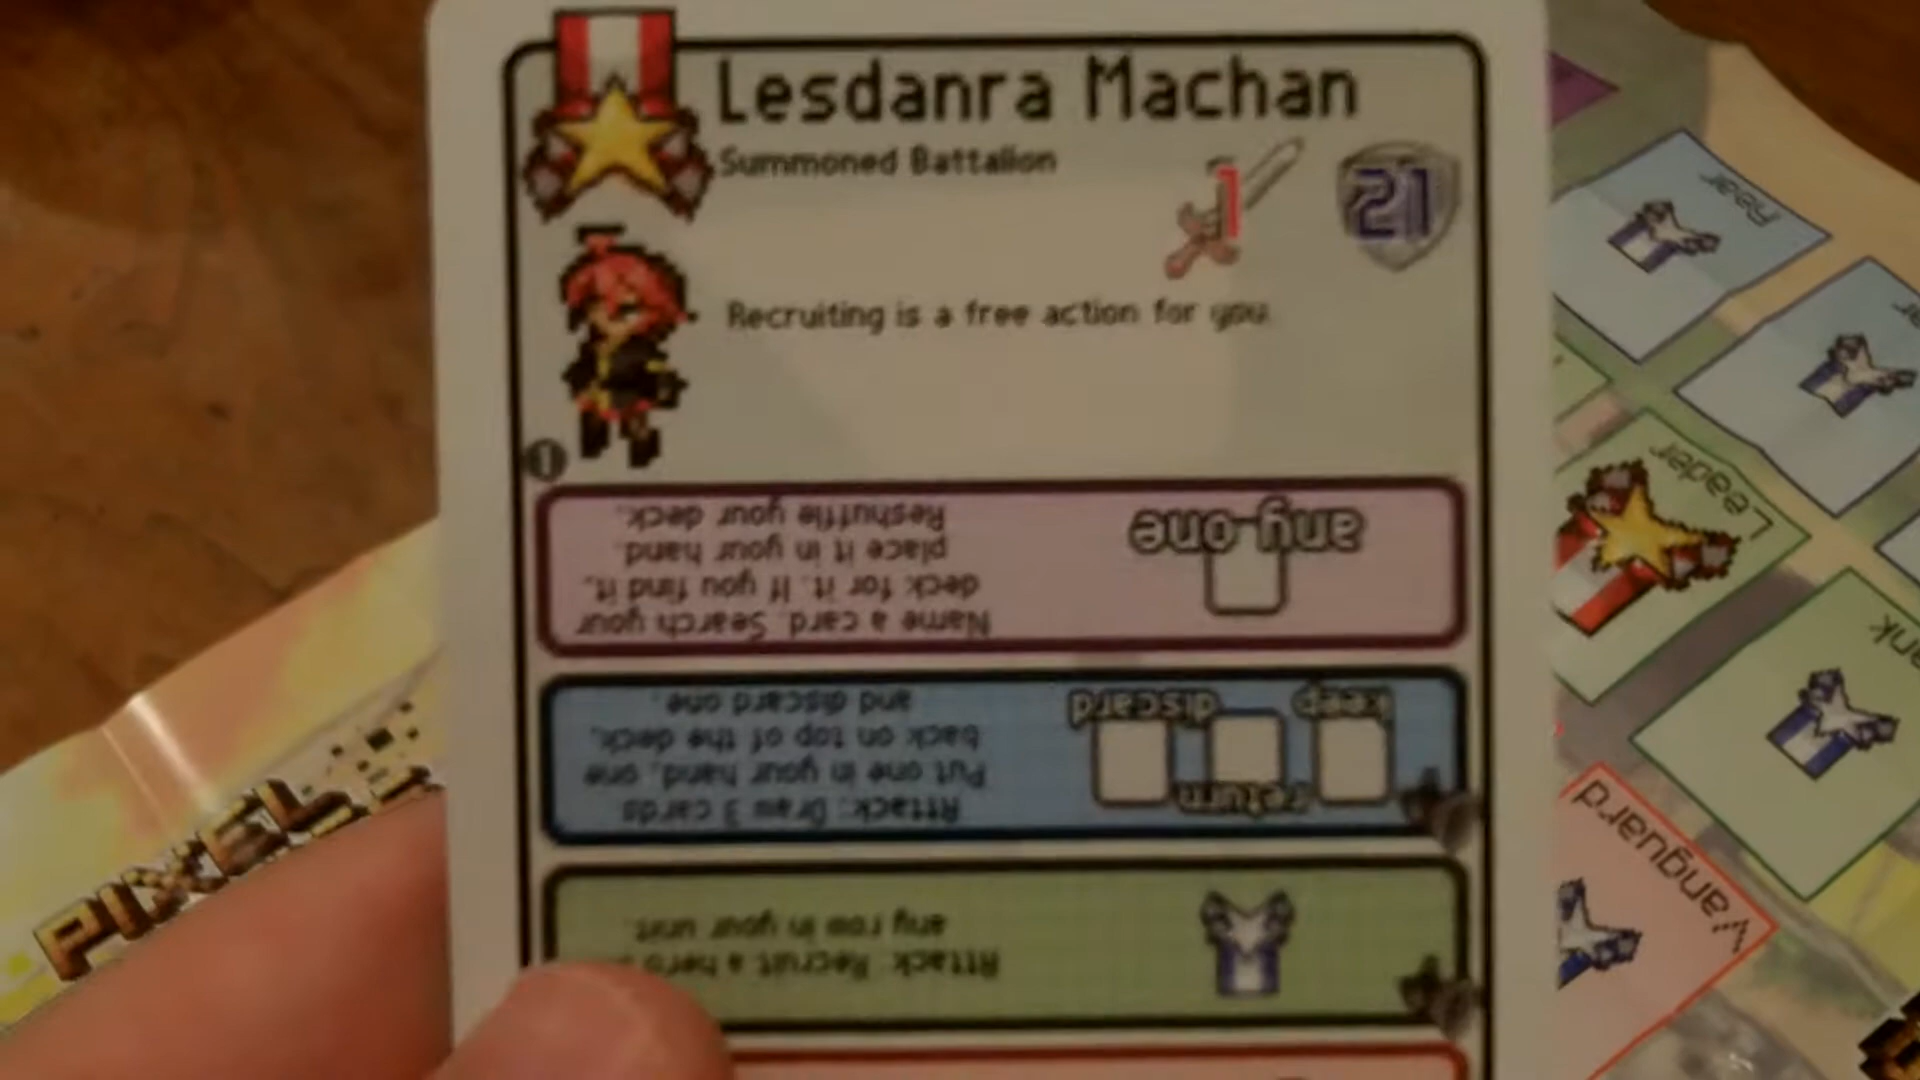 Lesdanra Machan
Summoned Battalion
1
21
Recruiting is a free action for you.
any one
Name a card. Search your
deck for it. If you find it,
place it in your hand.
Reshuffle your deck.
keep
return
discard
Attack: Draw 3 cards
Put one in your hand, one
back on top of the deck,
and discard one.
Attack: Recruit a hero
any row in your unit.
PIXEL
Rear
Leader
Vanguard